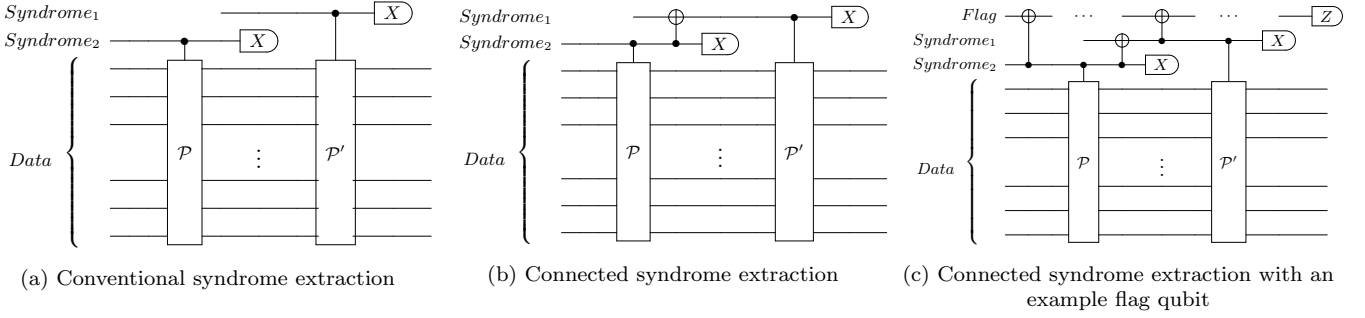 Syndrome₁ X
Syndrome₂ X
Data { 𝒫 ⋮ 𝒫′
(a) Conventional syndrome extraction
Syndrome₁ X
Syndrome₂ X
Data { 𝒫 ⋮ 𝒫′
(b) Connected syndrome extraction
Flag ··· ··· Z
Syndrome₁ X
Syndrome₂ X
Data { 𝒫 ⋮ 𝒫′
(c) Connected syndrome extraction with an
example flag qubit